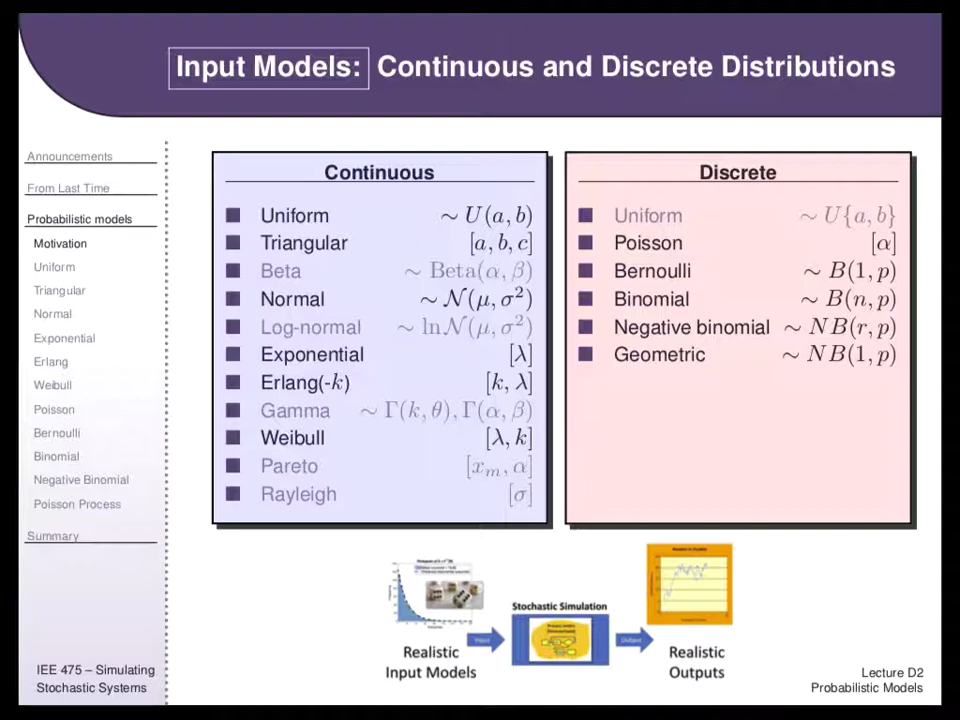 Input Models: Continuous and Discrete Distributions
Announcements
From Last Time
Probabilistic models
Motivation
Uniform
Triangular
Normal
Exponential
Erlang
Weibull
Poisson
Bernoulli
Binomial
Negative Binomial
Poisson Process
Summary
IEE 475 – Simulating
Stochastic Systems
Continuous
Uniform ∼ U(a, b)
Triangular [a, b, c]
Beta ∼ Beta(α, β)
Normal ∼ N(μ, σ²)
Log-normal ∼ ln N(μ, σ²)
Exponential [λ]
Erlang(-k) [k, λ]
Gamma ∼ Γ(k, θ), Γ(α, β)
Weibull [λ, k]
Pareto [xₘ, α]
Rayleigh [σ]
Discrete
Uniform ∼ U{a, b}
Poisson [α]
Bernoulli ∼ B(1, p)
Binomial ∼ B(n, p)
Negative binomial ∼ NB(r, p)
Geometric ∼ NB(1, p)
Realistic
Input Models
Input
Stochastic Simulation
Output
Realistic
Outputs
Lecture D2
Probabilistic Models